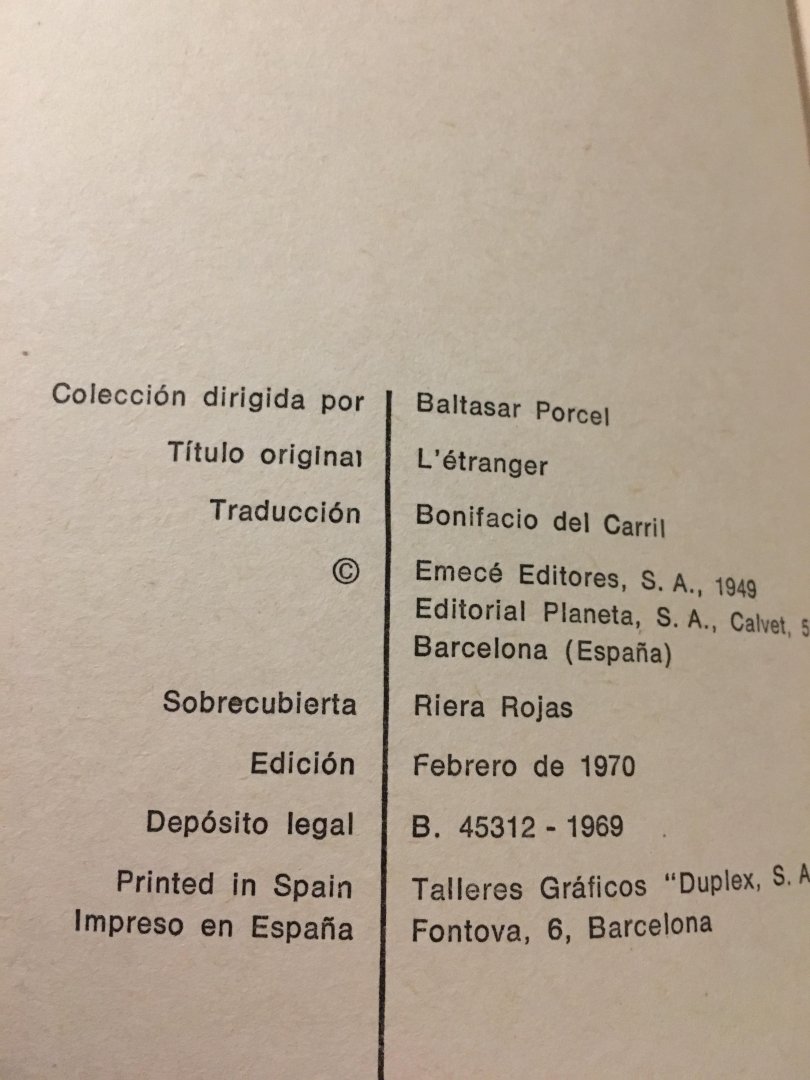 Colección dirigida por Baltasar Porcel
Título original L'étranger
Traducción Bonifacio del Carril
© Emecé Editores, S. A., 1949
Editorial Planeta, S. A., Calvet, 5
Barcelona (España)
Sobrecubierta Riera Rojas
Edición Febrero de 1970
Depósito legal B. 45312 - 1969
Printed in Spain Talleres Gráficos "Duplex, S. A
Impreso en España Fontova, 6, Barcelona